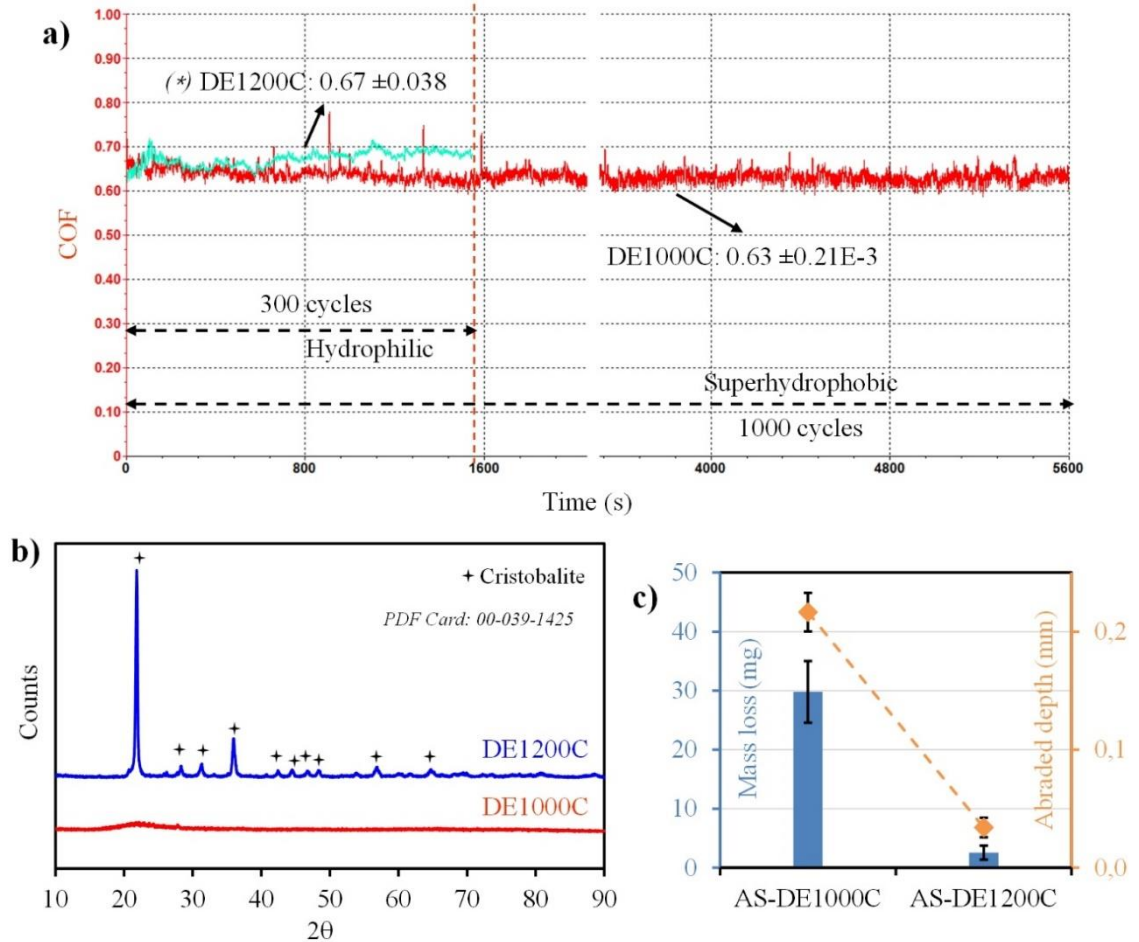 a)
1.00
0.90
0.80
0.70
0.60
0.50
0.40
0.30
0.20
0.10
0
COF
(*) DE1200C: 0.67 ±0.038
DE1000C: 0.63 ±0.21E-3
300 cycles
Hydrophilic
Superhydrophobic
1000 cycles
0 800 1600 4000 4800 5600
Time (s)
b)
Cristobalite
PDF Card: 00-039-1425
Counts
DE1200C
DE1000C
10 20 30 40 50 60 70 80 90
2θ
c)
50
40
30
20
10
0
Mass loss (mg)
Abraded depth (mm)
0,2
0,1
0,0
AS-DE1000C AS-DE1200C